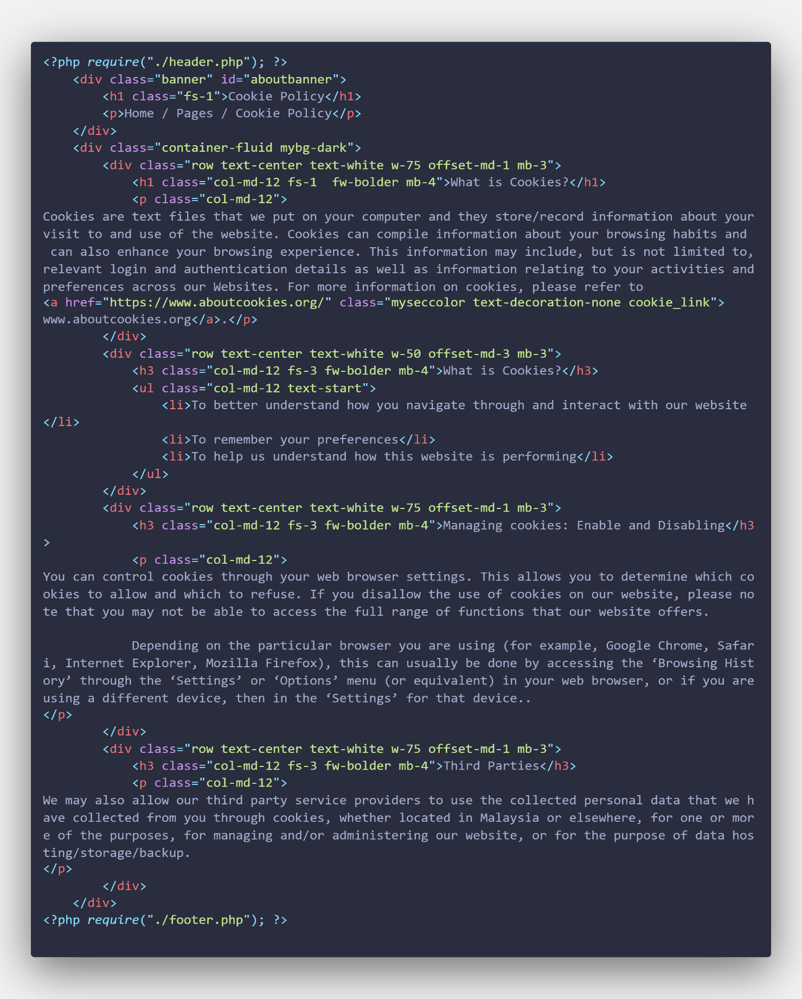 <?php require("./header.php"); ?>
    <div class="banner" id="aboutbanner">
        <h1 class="fs-1">Cookie Policy</h1>
        <p>Home / Pages / Cookie Policy</p>
    </div>
    <div class="container-fluid mybg-dark">
        <div class="row text-center text-white w-75 offset-md-1 mb-3">
            <h1 class="col-md-12 fs-1  fw-bolder mb-4">What is Cookies?</h1>
            <p class="col-md-12">
Cookies are text files that we put on your computer and they store/record information about your
visit to and use of the website. Cookies can compile information about your browsing habits and
 can also enhance your browsing experience. This information may include, but is not limited to,
relevant login and authentication details as well as information relating to your activities and
preferences across our Websites. For more information on cookies, please refer to
<a href="https://www.aboutcookies.org/" class="myseccolor text-decoration-none cookie_link">
www.aboutcookies.org</a>.</p>
        </div>
        <div class="row text-center text-white w-50 offset-md-3 mb-3">
            <h3 class="col-md-12 fs-3 fw-bolder mb-4">What is Cookies?</h3>
            <ul class="col-md-12 text-start">
                <li>To better understand how you navigate through and interact with our website
</li>
                <li>To remember your preferences</li>
                <li>To help us understand how this website is performing</li>
            </ul>
        </div>
        <div class="row text-center text-white w-75 offset-md-1 mb-3">
            <h3 class="col-md-12 fs-3 fw-bolder mb-4">Managing cookies: Enable and Disabling</h3
>
            <p class="col-md-12">
You can control cookies through your web browser settings. This allows you to determine which co
okies to allow and which to refuse. If you disallow the use of cookies on our website, please no
te that you may not be able to access the full range of functions that our website offers.

            Depending on the particular browser you are using (for example, Google Chrome, Safar
i, Internet Explorer, Mozilla Firefox), this can usually be done by accessing the ‘Browsing Hist
ory’ through the ‘Settings’ or ‘Options’ menu (or equivalent) in your web browser, or if you are
using a different device, then in the ‘Settings’ for that device..
</p>
        </div>
        <div class="row text-center text-white w-75 offset-md-1 mb-3">
            <h3 class="col-md-12 fs-3 fw-bolder mb-4">Third Parties</h3>
            <p class="col-md-12">
We may also allow our third party service providers to use the collected personal data that we h
ave collected from you through cookies, whether located in Malaysia or elsewhere, for one or mor
e of the purposes, for managing and/or administering our website, or for the purpose of data hos
ting/storage/backup.
</p>
        </div>
    </div>
<?php require("./footer.php"); ?>